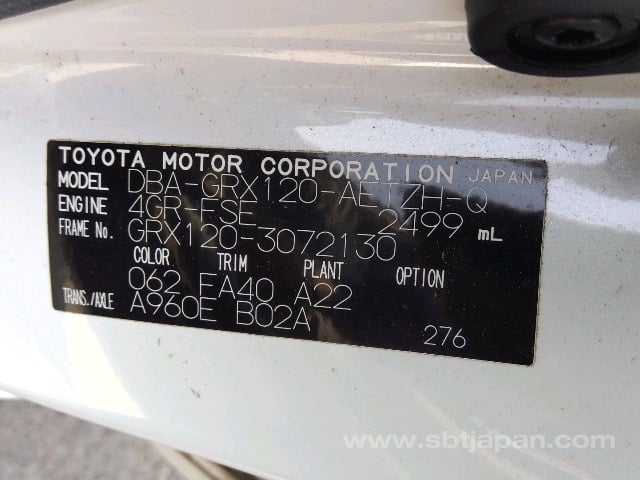 TOYOTA MOTOR CORPORATION JAPAN
MODEL DBA-GRX120-AETZH-Q
ENGINE 4GR-FSE 2499 mL
FRAME No. GRX120-3072130
COLOR TRIM PLANT OPTION
062 FA40 A22
TRANS./AXLE A960E B02A
276
www.sbtjapan.com